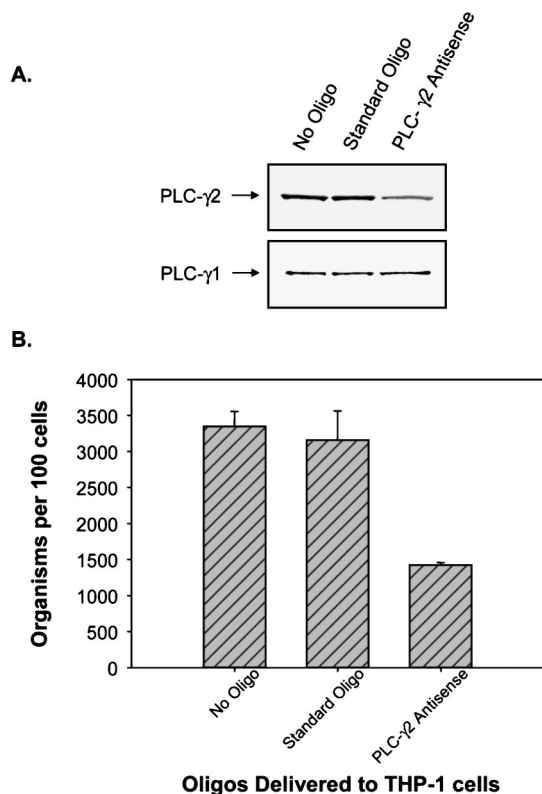 A.
No Oligo
Standard Oligo
PLC- γ2 Antisense
PLC-γ2
PLC-γ1
B.
Organisms per 100 cells
4000
3500
3000
2500
2000
1500
1000
500
0
No Oligo
Standard Oligo
PLC-γ2 Antisense
Oligos Delivered to THP-1 cells